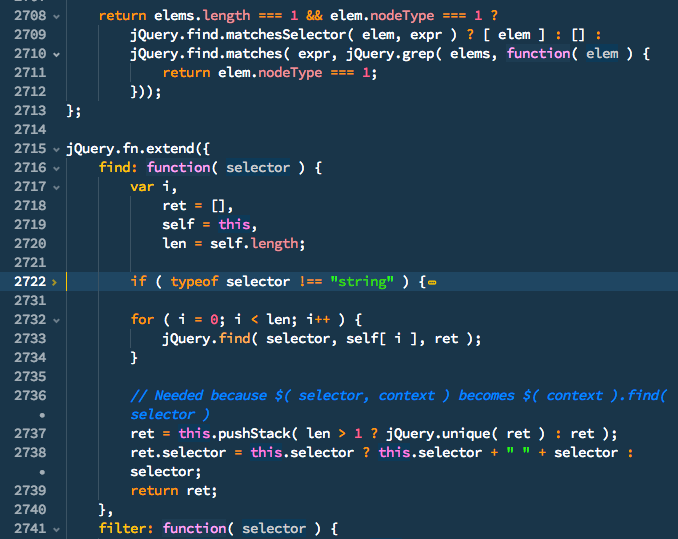 2707
2708 return elems.length === 1 && elem.nodeType === 1 ?
2709 jQuery.find.matchesSelector( elem, expr ) ? [ elem ] : [] :
2710 jQuery.find.matches( expr, jQuery.grep( elems, function( elem ) {
2711 return elem.nodeType === 1;
2712 }));
2713 };
2714
2715 jQuery.fn.extend({
2716 find: function( selector ) {
2717 var i,
2718 ret = [],
2719 self = this,
2720 len = self.length;
2721
2722 if ( typeof selector !== "string" ) {
2731
2732 for ( i = 0; i < len; i++ ) {
2733 jQuery.find( selector, self[ i ], ret );
2734 }
2735
2736 // Needed because $( selector, context ) becomes $( context ).find(
selector )
2737 ret = this.pushStack( len > 1 ? jQuery.unique( ret ) : ret );
2738 ret.selector = this.selector ? this.selector + " " + selector :
selector;
2739 return ret;
2740 },
2741 filter: function( selector ) {